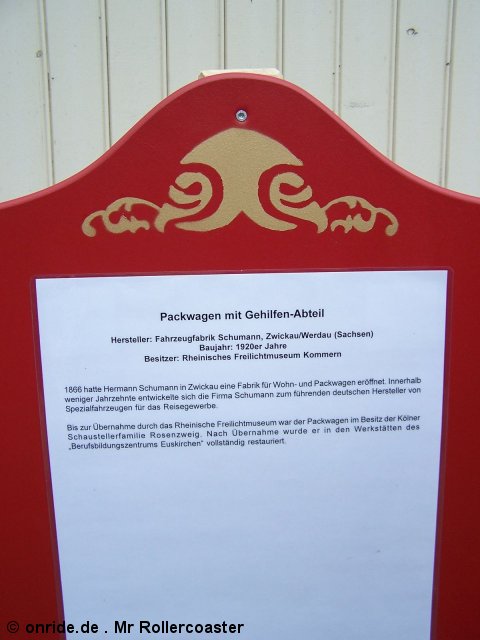 Packwagen mit Gehilfen-Abteil
Hersteller: Fahrzeugfabrik Schumann, Zwickau/Werdau (Sachsen)
Baujahr: 1920er Jahre
Besitzer: Rheinisches Freilichtmuseum Kommern
1866 hatte Hermann Schumann in Zwickau eine Fabrik für Wohn- und Packwagen eröffnet. Innerhalb
weniger Jahrzehnte entwickelte sich die Firma Schumann zum führenden deutschen Hersteller von
Spezialfahrzeugen für das Reisegewerbe.
Bis zur Übernahme durch das Rheinische Freilichtmuseum war der Packwagen im Besitz der Kölner
Schaustellerfamilie Rosenzweig. Nach Übernahme wurde er in den Werkstätten des
„Berufsbildungszentrums Euskirchen“ vollständig restauriert.
© onride.de . Mr Rollercoaster